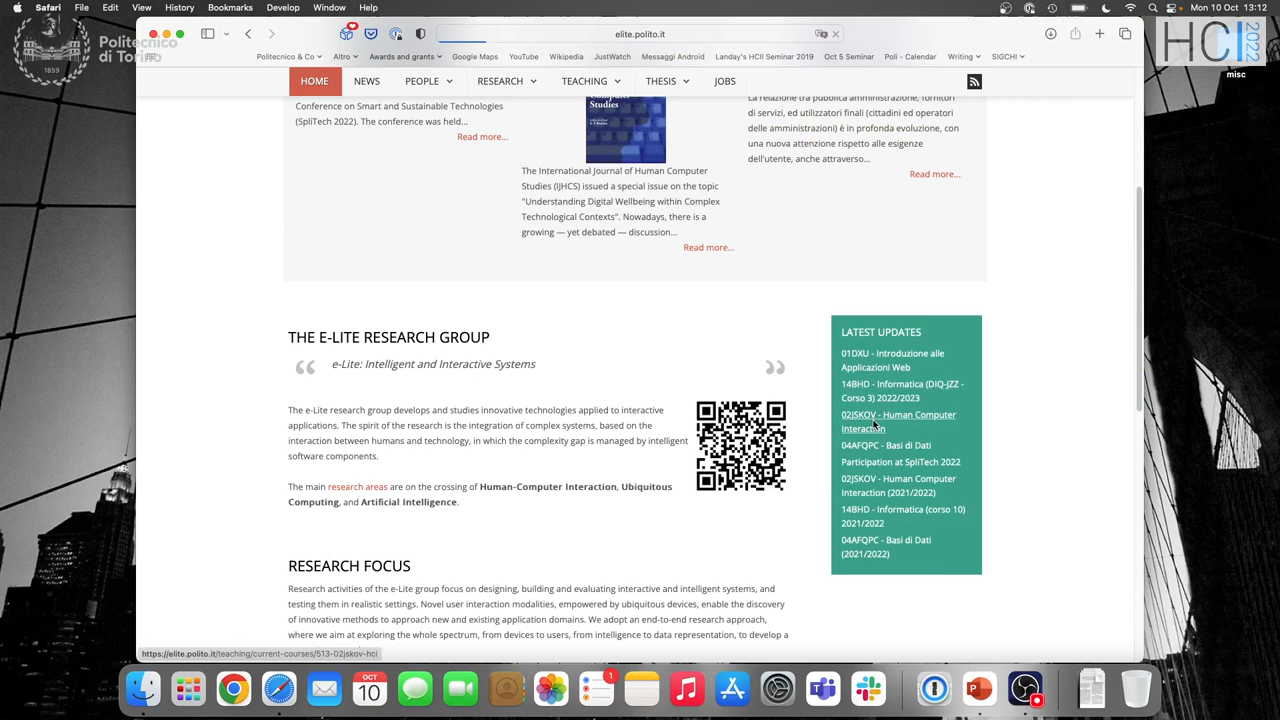 Mon 10 Oct 13:12
Politecnico
di Torino
1859
HCI 2022
misc
elite.polito.it
Politecnico & Co
Altro
Awards and grants
Google Maps
YouTube
Wikipedia
JustWatch
Messaggi Android
Landay's HCII Seminar 2019
Oct 6 Seminar
Poli - Calendar
Writing
SIGCHI
HOME
NEWS
PEOPLE
RESEARCH
TEACHING
THESIS
JOBS
Conference on Smart and Sustainable Technologies
(SpliTech 2022). The conference was held...
Read more...
Computer
Studies
The International Journal of Human Computer
Studies (IJHCS) issued a special issue on the topic
"Understanding Digital Wellbeing within Complex
Technological Contexts". Nowadays, there is a
growing — yet debated — discussion...
Read more...
La relazione tra pubblica amministrazione, fornitori
di servizi, ed utilizzatori finali (cittadini ed operatori
delle amministrazioni) è in profonda evoluzione, con
una nuova attenzione rispetto alle esigenze
dell'utente, anche attraverso...
Read more...
THE E-LITE RESEARCH GROUP
e-Lite: Intelligent and Interactive Systems
The e-Lite research group develops and studies innovative technologies applied to interactive
applications. The spirit of the research is the integration of complex systems, based on the
interaction between humans and technology, in which the complexity gap is managed by intelligent
software components.
The main research areas are on the crossing of Human-Computer Interaction, Ubiquitous
Computing, and Artificial Intelligence.
RESEARCH FOCUS
Research activities of the e-Lite group focus on designing, building and evaluating interactive and intelligent systems, and
testing them in realistic settings. Novel user interaction modalities, empowered by ubiquitous devices, enable the discovery
of innovative methods to approach new and existing application domains. We adopt an end-to-end research approach,
where we aim at exploring the whole spectrum, from devices to users, from intelligence to data representation, to develop a
LATEST UPDATES
01DXU - Introduzione alle
Applicazioni Web
14BHD - Informatica (DIQ-JZZ -
Corso 3) 2022/2023
02JSKOV - Human Computer
Interaction
04AFQPC - Basi di Dati
Participation at SpliTech 2022
02JSKOV - Human Computer
Interaction (2021/2022)
14BHD - Informatica (corso 10)
2021/2022
04AFQPC - Basi di Dati
(2021/2022)
https://elite.polito.it/teaching/current-courses/513-02jskov-hci
OCT
10
1